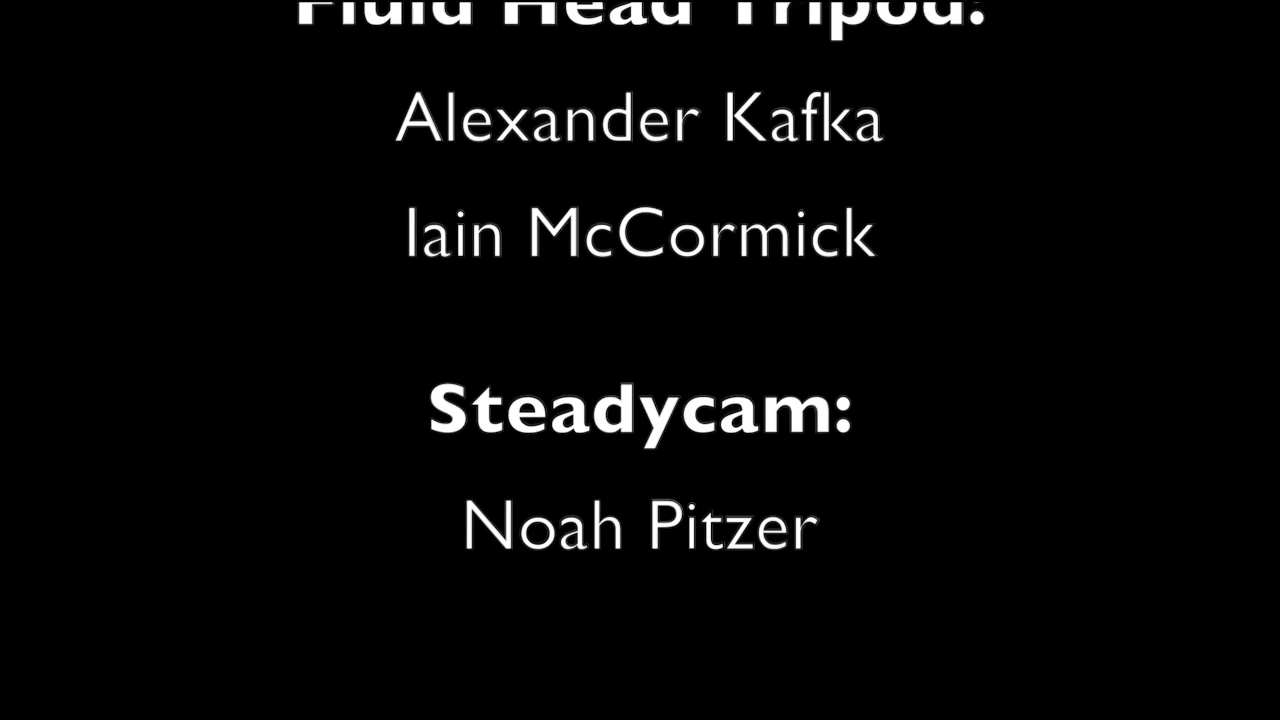 Fluid Head Tripod:
Alexander Kafka
Iain McCormick
Steadycam:
Noah Pitzer